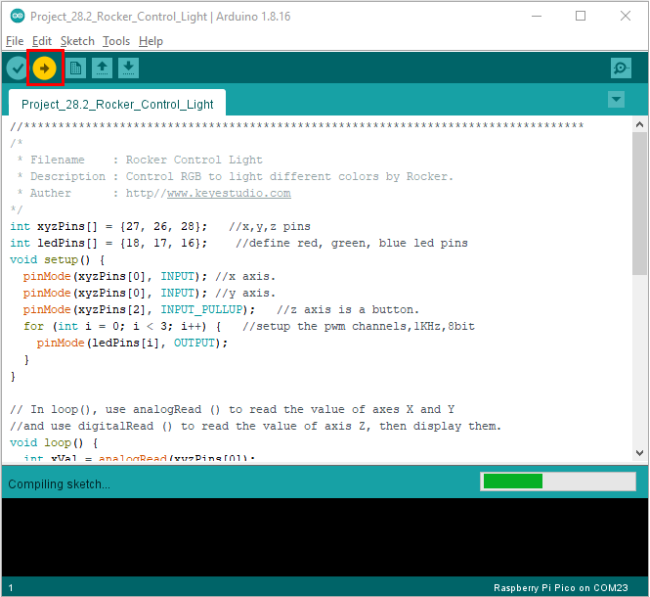 Project_28.2_Rocker_Control_Light | Arduino 1.8.16
File Edit Sketch Tools Help
Project_28.2_Rocker_Control_Light
//**********************************************************************************
/*
 * Filename    : Rocker Control Light
 * Description : Control RGB to light different colors by Rocker.
 * Auther      : http//www.keyestudio.com
*/
int xyzPins[] = {27, 26, 28};   //x,y,z pins
int ledPins[] = {18, 17, 16};    //define red, green, blue led pins
void setup() {
  pinMode(xyzPins[0], INPUT); //x axis.
  pinMode(xyzPins[0], INPUT); //y axis.
  pinMode(xyzPins[2], INPUT_PULLUP);   //z axis is a button.
  for (int i = 0; i < 3; i++) {   //setup the pwm channels,1KHz,8bit
    pinMode(ledPins[i], OUTPUT);
  }
}
// In loop(), use analogRead () to read the value of axes X and Y
//and use digitalRead () to read the value of axis Z, then display them.
void loop() {
  int xVal = analogRead(xyzPins[0]);
Compiling sketch...
1 Raspberry Pi Pico on COM23